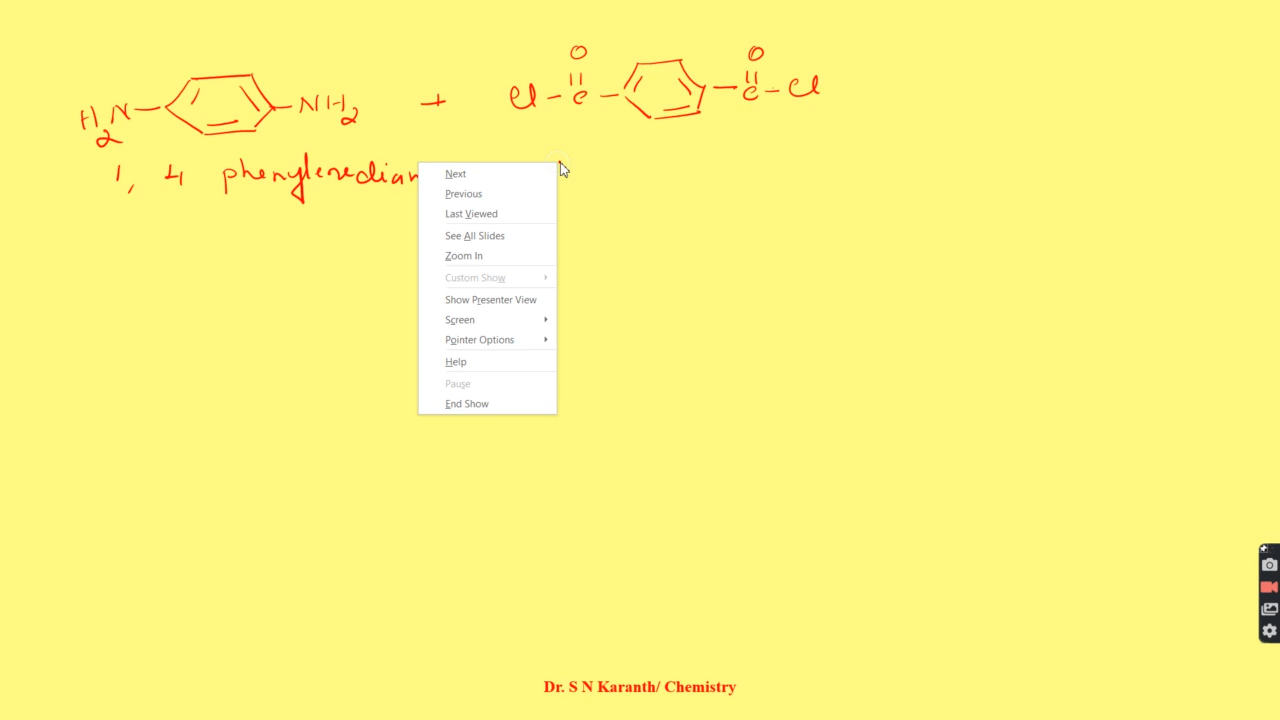 O O
H2N NH2 + Cl-C C-Cl
1, 4 phenylenediam
Next
Previous
Last Viewed
See All Slides
Zoom In
Custom Show
Show Presenter View
Screen
Pointer Options
Help
Pause
End Show
Dr. S N Karanth/ Chemistry